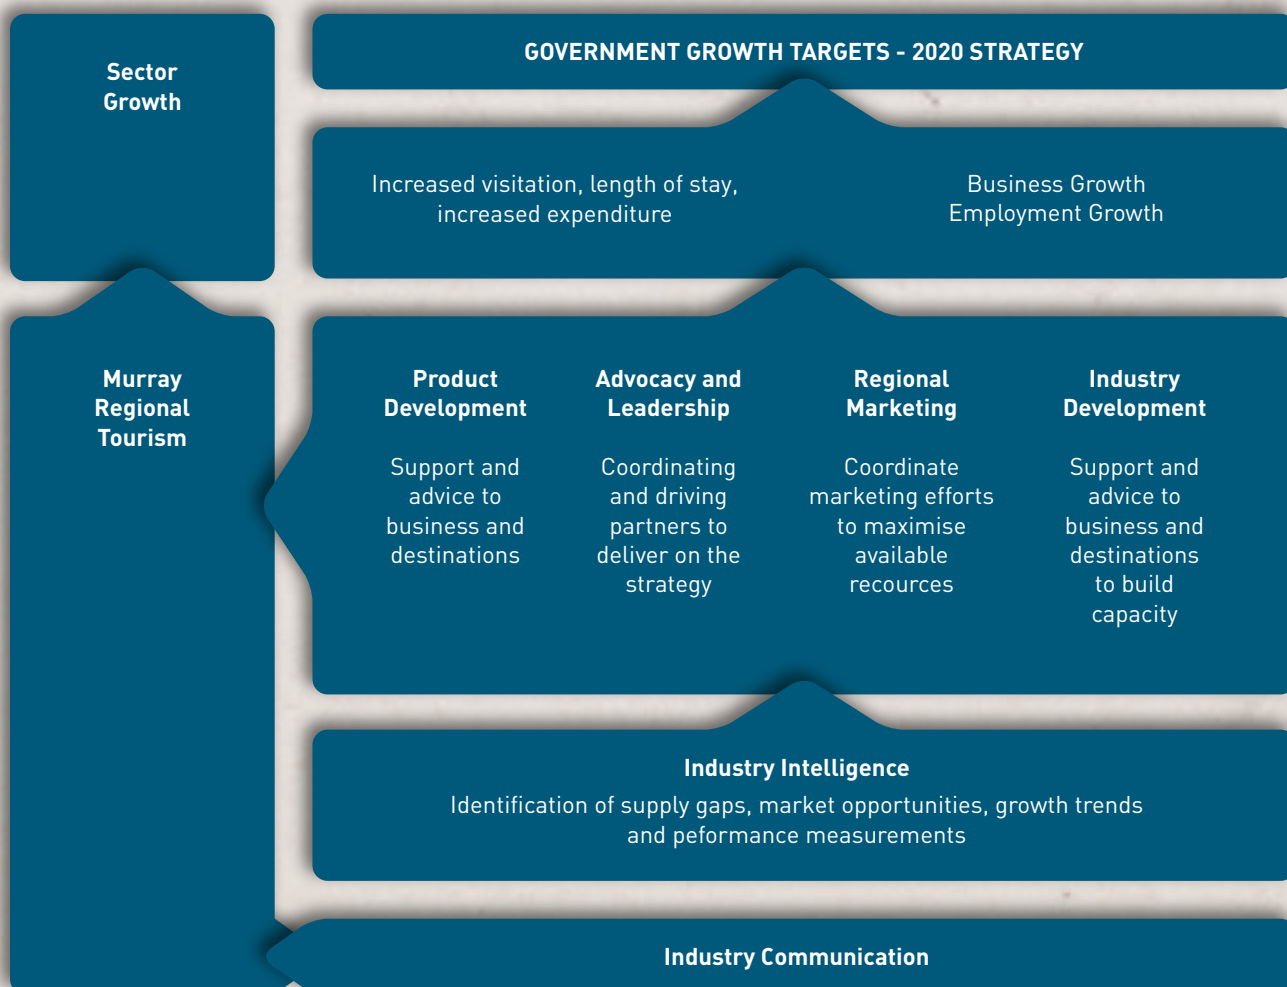 Sector
Growth
GOVERNMENT GROWTH TARGETS - 2020 STRATEGY
Increased visitation, length of stay,
increased expenditure
Business Growth
Employment Growth
Murray
Regional
Tourism
Product
Development
Support and
advice to
business and
destinations
Advocacy and
Leadership
Coordinating
and driving
partners to
deliver on the
strategy
Regional
Marketing
Coordinate
marketing efforts
to maximise
available
recources
Industry
Development
Support and
advice to
business and
destinations
to build
capacity
Industry Intelligence
Identification of supply gaps, market opportunities, growth trends
and peformance measurements
Industry Communication